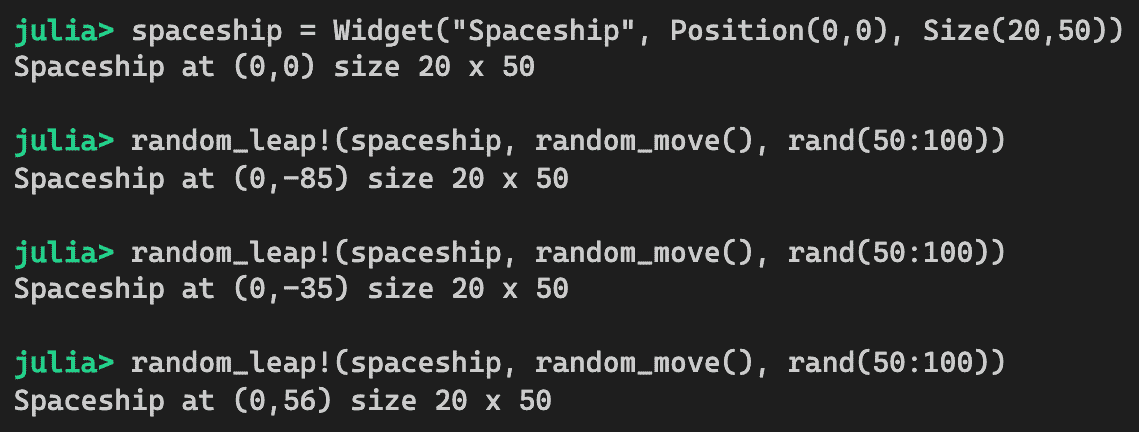 julia> spaceship = Widget("Spaceship", Position(0,0), Size(20,50))
Spaceship at (0,0) size 20 x 50
julia> random_leap!(spaceship, random_move(), rand(50:100))
Spaceship at (0,-85) size 20 x 50
julia> random_leap!(spaceship, random_move(), rand(50:100))
Spaceship at (0,-35) size 20 x 50
julia> random_leap!(spaceship, random_move(), rand(50:100))
Spaceship at (0,56) size 20 x 50